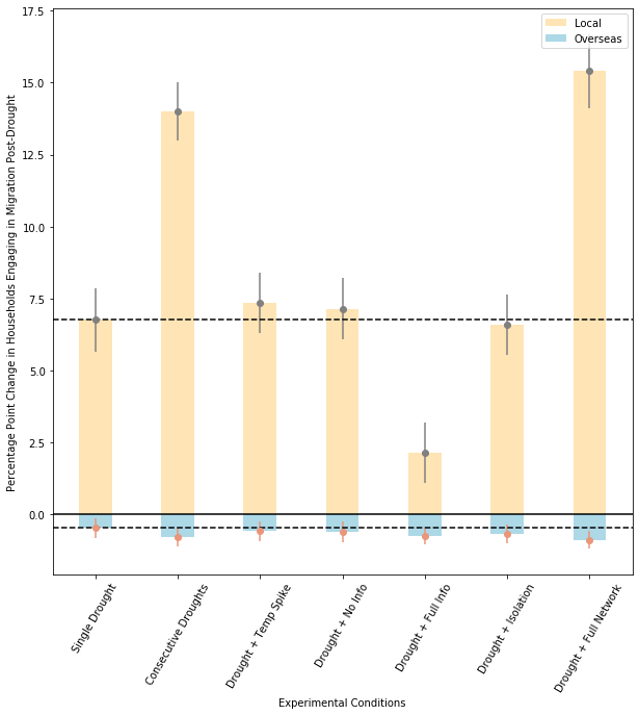 Percentage Point Change in Households Engaging in Migration Post-Drought
17.5
15.0
12.5
10.0
7.5
5.0
2.5
0.0
Local
Overseas
Single Drought
Consecutive Droughts
Drought + Temp Spike
Drought + No Info
Drought + Full Info
Drought + Isolation
Drought + Full Network
Experimental Conditions